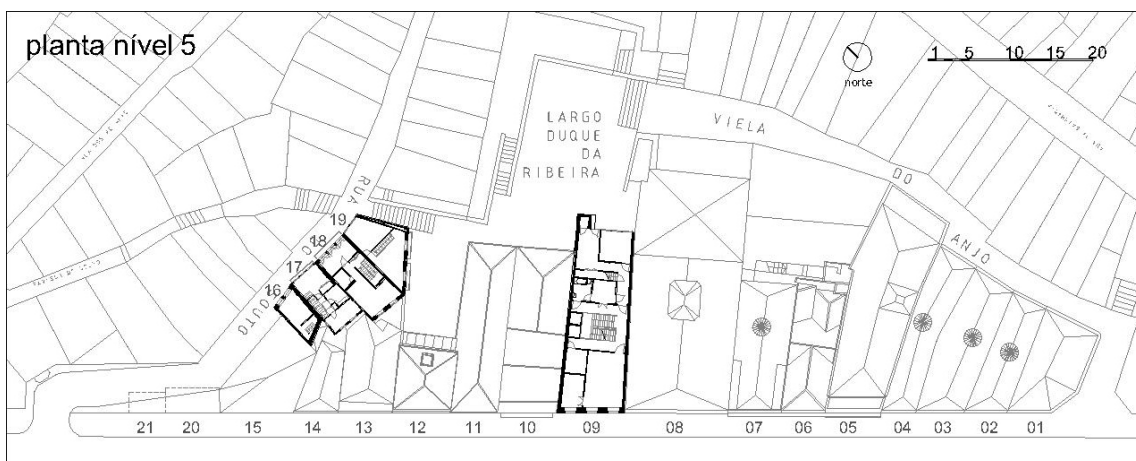 planta nível 5
norte
1 5 10 15 20
LARGO
DUQUE
DA
RIBEIRA
VIELA
DO
ANJO
RUA
SOUTO
19
18
17
16
21 20 15 14 13 12 11 10 09 08 07 06 05 04 03 02 01